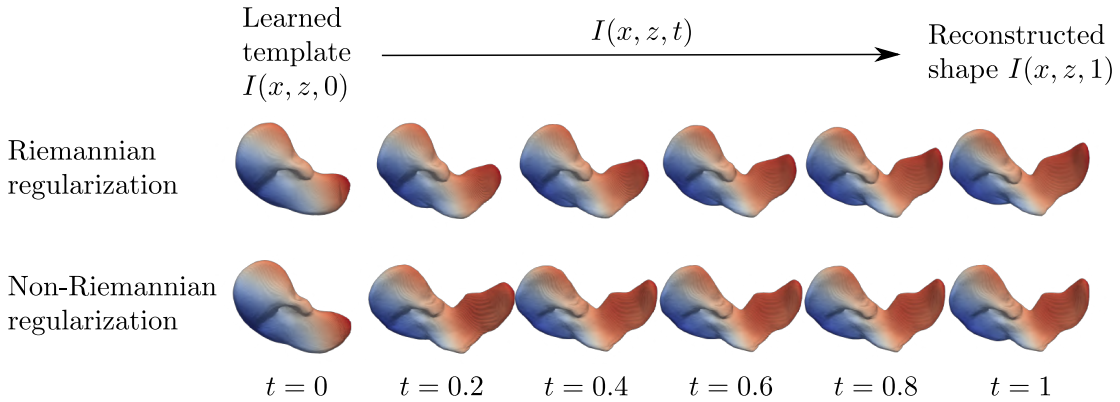 Learned
template
I(x, z, 0)
I(x, z, t)
Reconstructed
shape I(x, z, 1)
Riemannian
regularization
Non-Riemannian
regularization
t = 0
t = 0.2
t = 0.4
t = 0.6
t = 0.8
t = 1